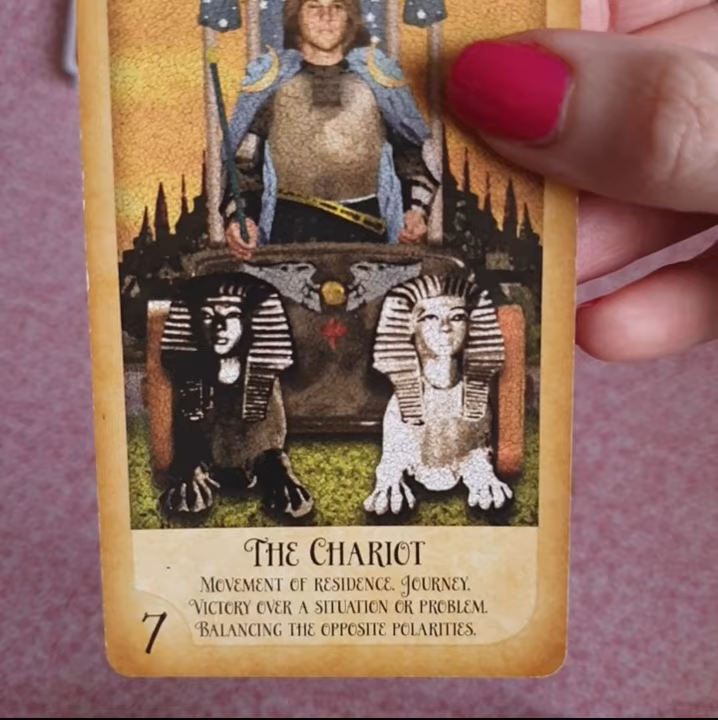 THE CHARIOT
MOVEMENT OF RESIDENCE. JOURNEY.
VICTORY OVER A SITUATION OR PROBLEM.
7 BALANCING THE OPPOSITE POLARITIES.